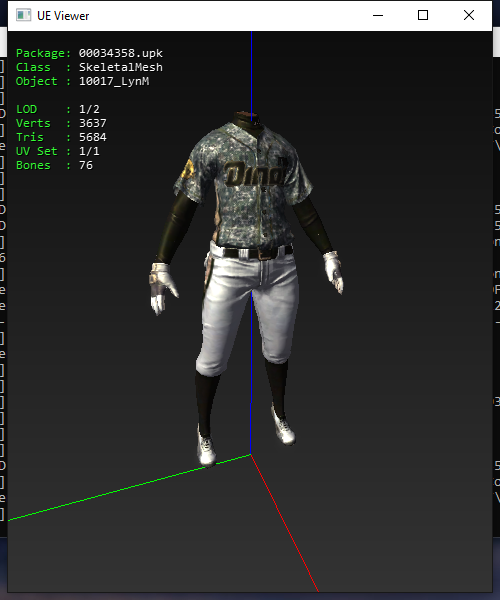 UE Viewer
Package: 00034358.upk
Class  : SkeletalMesh
Object : 10017_LynM
LOD    : 1/2
Verts  : 3637
Tris   : 5684
UV Set : 1/1
Bones  : 76